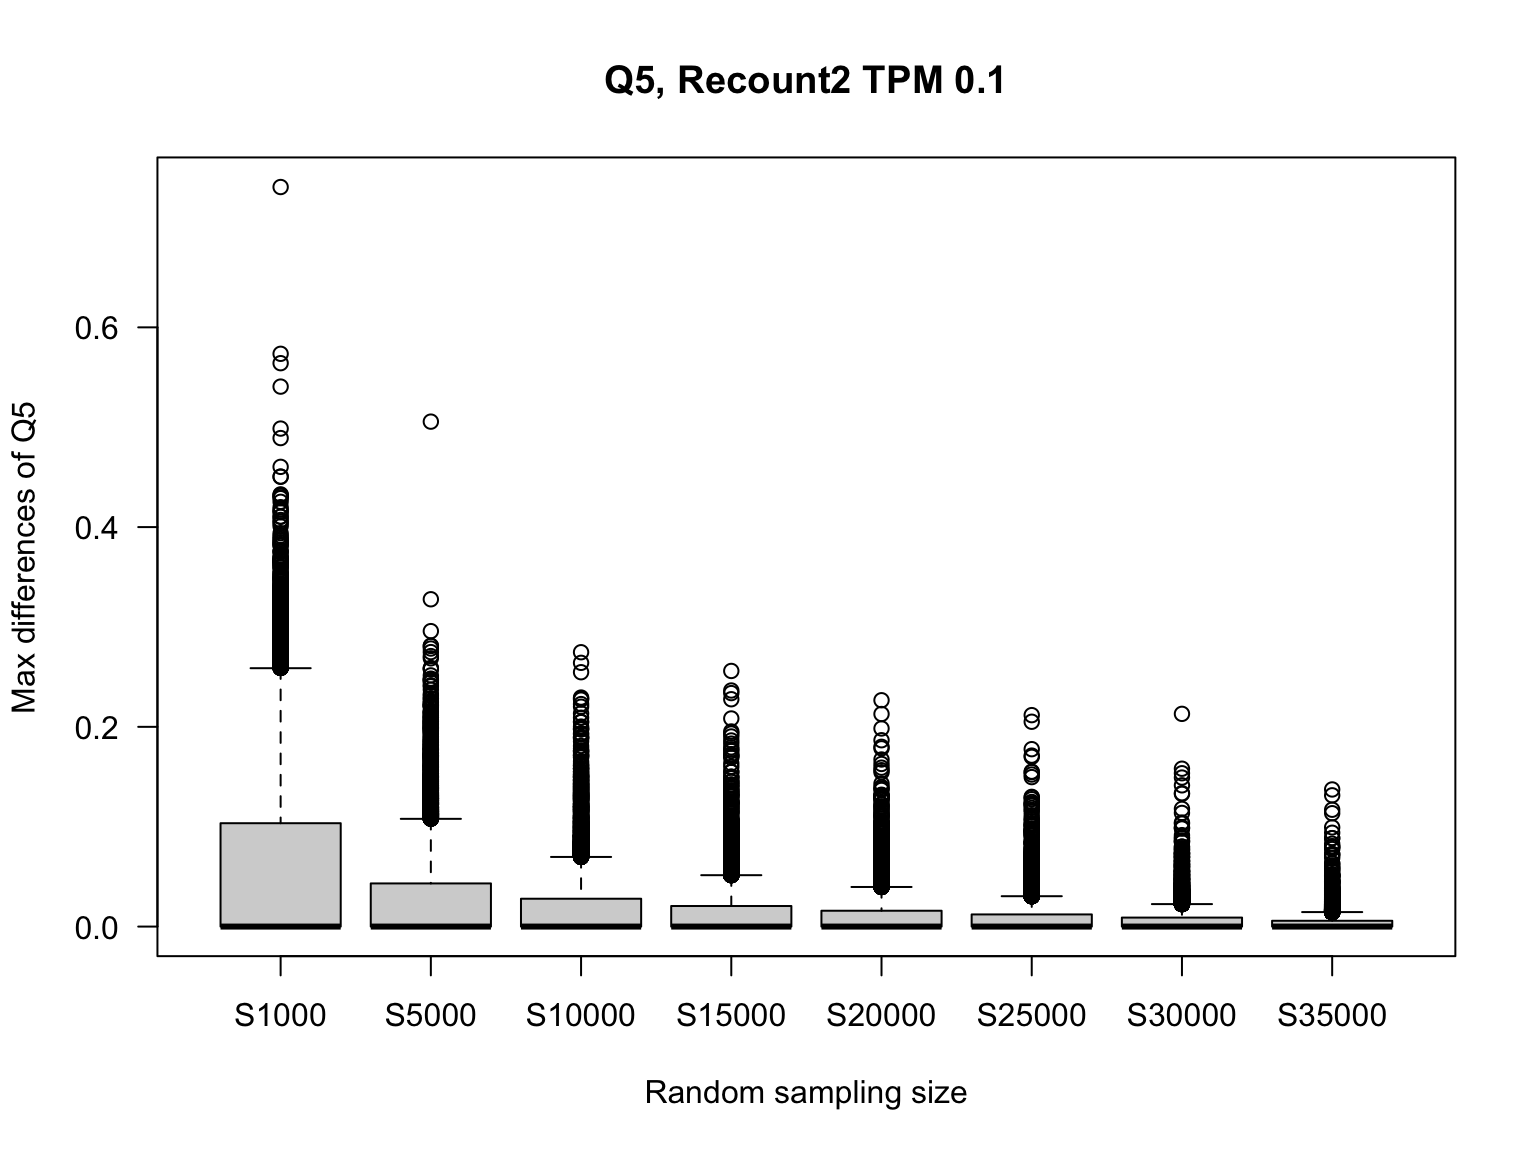 Q5, Recount2 TPM 0.1
Max differences of Q5
0.6
0.4
0.2
0.0
S1000 S5000 S10000 S15000 S20000 S25000 S30000 S35000
Random sampling size